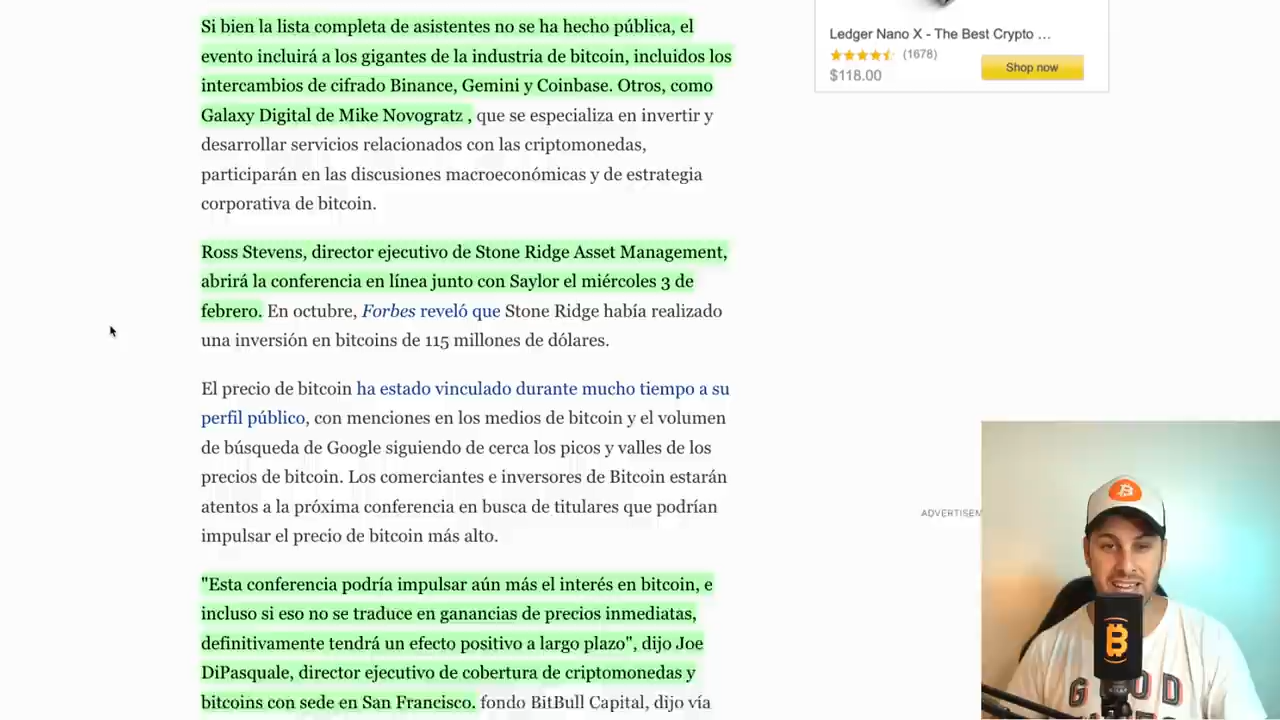 Si bien la lista completa de asistentes no se ha hecho pública, el
evento incluirá a los gigantes de la industria de bitcoin, incluidos los
intercambios de cifrado Binance, Gemini y Coinbase. Otros, como
Galaxy Digital de Mike Novogratz , que se especializa en invertir y
desarrollar servicios relacionados con las criptomonedas,
participarán en las discusiones macroeconómicas y de estrategia
corporativa de bitcoin.
Ross Stevens, director ejecutivo de Stone Ridge Asset Management,
abrirá la conferencia en línea junto con Saylor el miércoles 3 de
febrero. En octubre, Forbes reveló que Stone Ridge había realizado
una inversión en bitcoins de 115 millones de dólares.
El precio de bitcoin ha estado vinculado durante mucho tiempo a su
perfil público, con menciones en los medios de bitcoin y el volumen
de búsqueda de Google siguiendo de cerca los picos y valles de los
precios de bitcoin. Los comerciantes e inversores de Bitcoin estarán
atentos a la próxima conferencia en busca de titulares que podrían
impulsar el precio de bitcoin más alto.
"Esta conferencia podría impulsar aún más el interés en bitcoin, e
incluso si eso no se traduce en ganancias de precios inmediatas,
definitivamente tendrá un efecto positivo a largo plazo", dijo Joe
DiPasquale, director ejecutivo de cobertura de criptomonedas y
bitcoins con sede en San Francisco. fondo BitBull Capital, dijo vía
Ledger Nano X - The Best Crypto ...
(1678)
$118.00
Shop now
ADVERTISEM